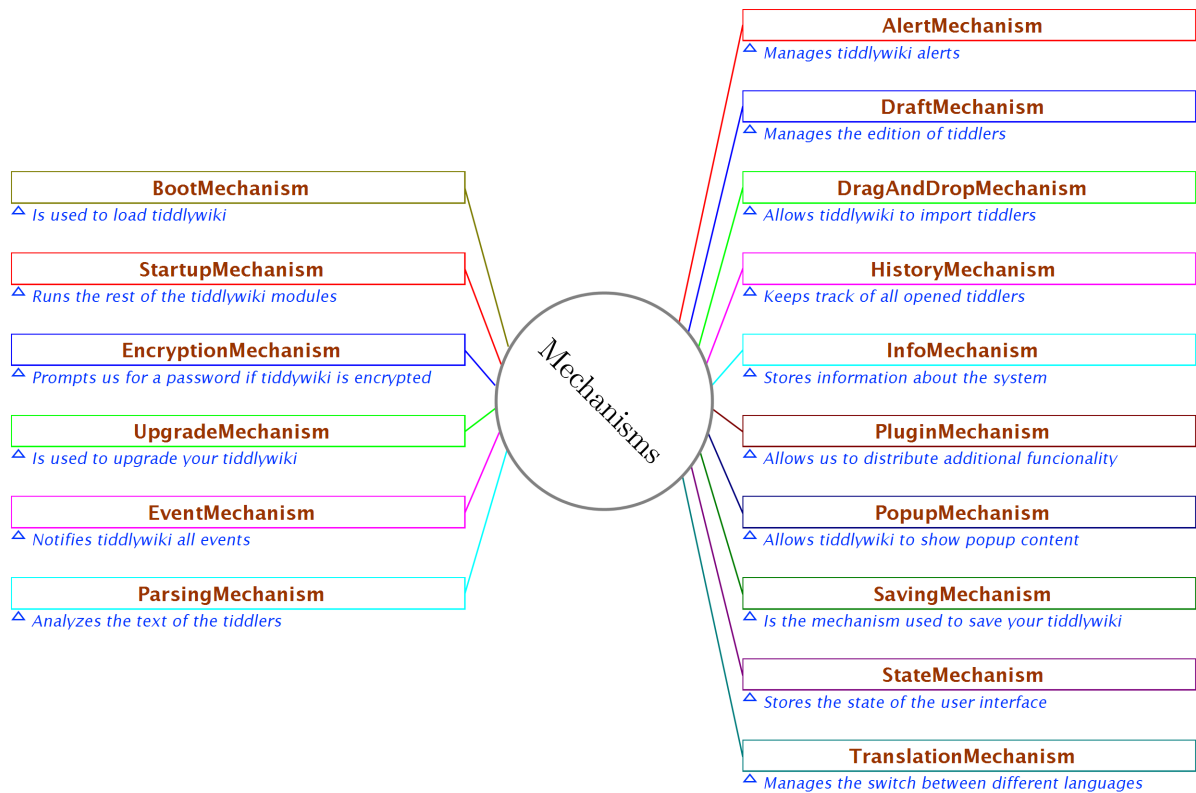 BootMechanism
Is used to load tiddlywiki
StartupMechanism
Runs the rest of the tiddlywiki modules
EncryptionMechanism
Prompts us for a password if tiddywiki is encrypted
UpgradeMechanism
Is used to upgrade your tiddlywiki
EventMechanism
Notifies tiddlywiki all events
ParsingMechanism
Analyzes the text of the tiddlers
Mechanisms
AlertMechanism
Manages tiddlywiki alerts
DraftMechanism
Manages the edition of tiddlers
DragAndDropMechanism
Allows tiddlywiki to import tiddlers
HistoryMechanism
Keeps track of all opened tiddlers
InfoMechanism
Stores information about the system
PluginMechanism
Allows us to distribute additional funcionality
PopupMechanism
Allows tiddlywiki to show popup content
SavingMechanism
Is the mechanism used to save your tiddlywiki
StateMechanism
Stores the state of the user interface
TranslationMechanism
Manages the switch between different languages